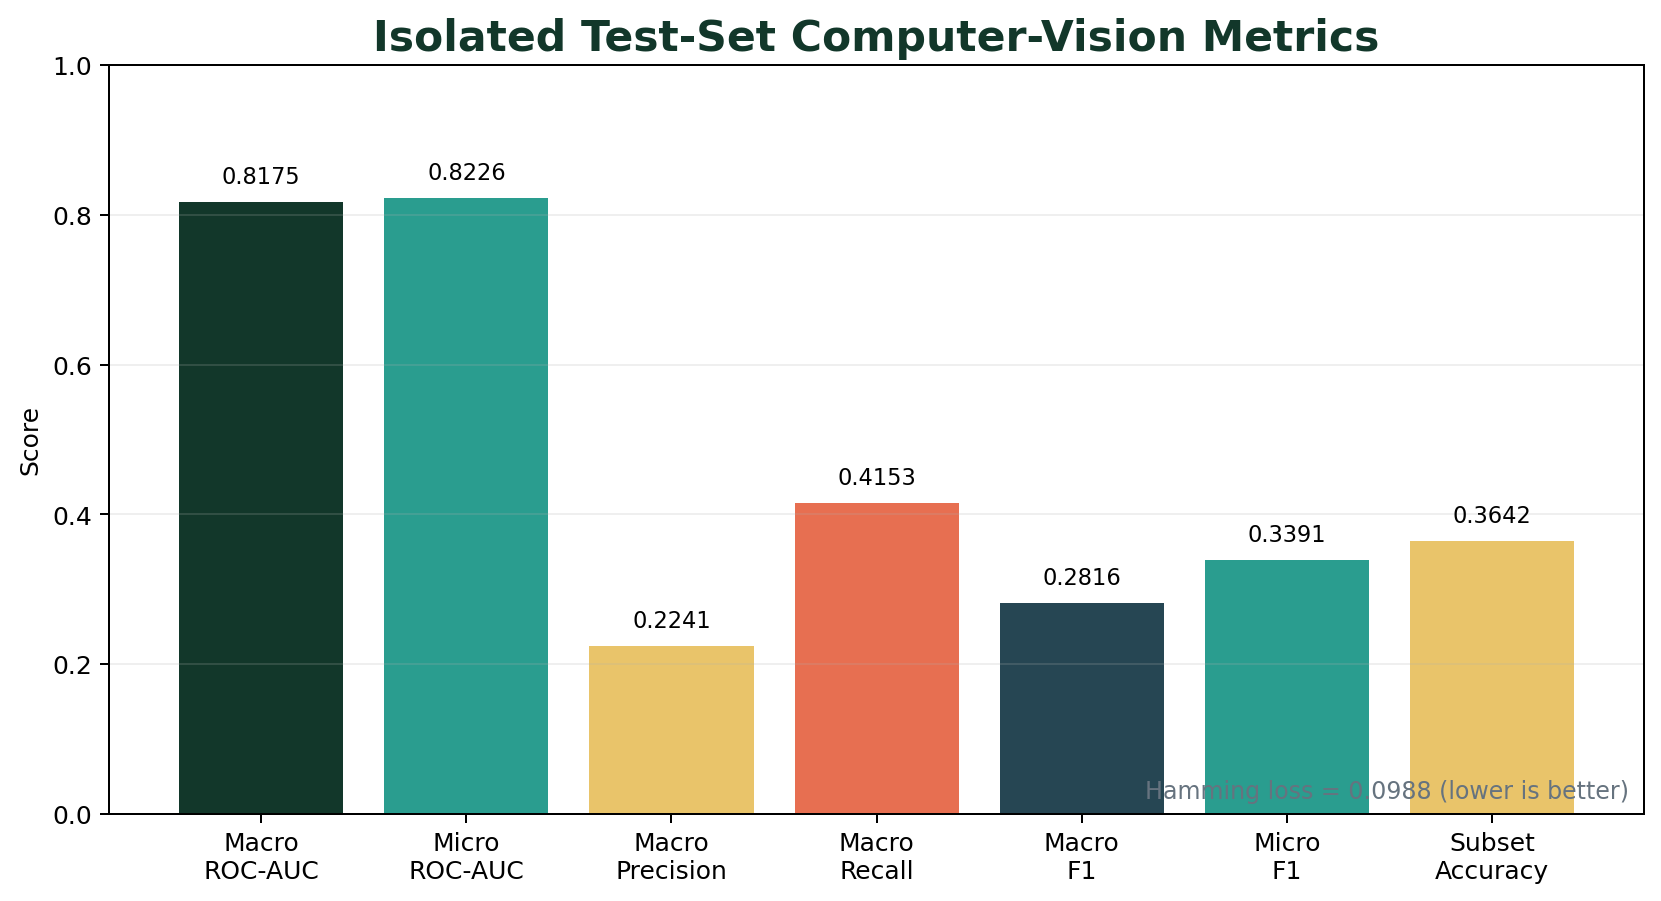 Isolated Test-Set Computer-Vision Metrics
1.0
0.8
0.6
0.4
0.2
0.0
Score
0.8175
0.8226
0.2241
0.4153
0.2816
0.3391
0.3642
Hamming loss = 0.0988 (lower is better)
Macro
ROC-AUC
Micro
ROC-AUC
Macro
Precision
Macro
Recall
Macro
F1
Micro
F1
Subset
Accuracy